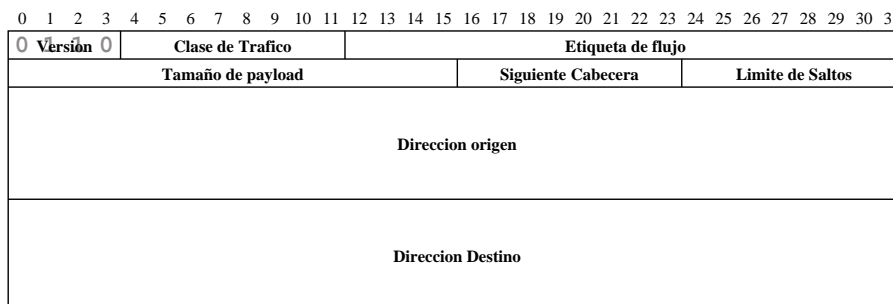 0 1 2 3 4 5 6 7 8 9 10 11 12 13 14 15 16 17 18 19 20 21 22 23 24 25 26 27 28 29 30 3
0 1 1 0 Version Clase de Trafico Etiqueta de flujo
Tamaño de payload Siguiente Cabecera Limite de Saltos
Direccion origen
Direccion Destino